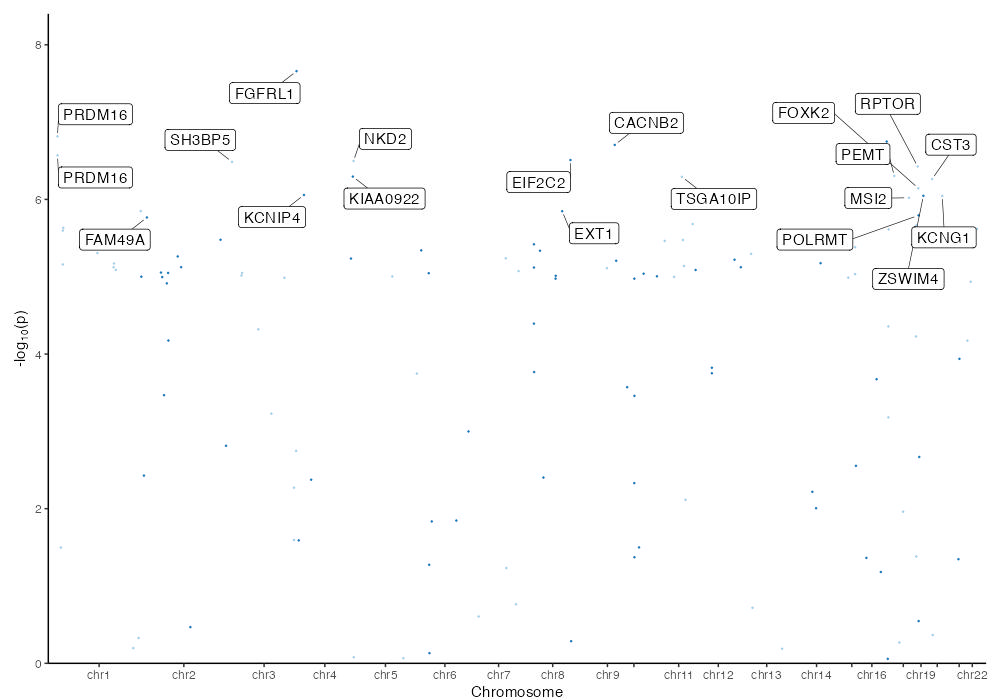 8
FGFRL1
RPTOR
PRDM16
FOXK2
CACNB2
SH3BP5
NKD2
CST3
PEMT
PRDM16
EIF2C2
6
KIAA0922
TSGA10IP
MSI2
KCNIP4
FAM49A
EXT1
POLRMT
KCNG1
ZSWIM4
-log10(p)
4
2
0
chr1 chr2 chr3 chr4 chr5 chr6 chr7 chr8 chr9 chr11 chr12 chr13 chr14 chr16 chr19 chr22
Chromosome